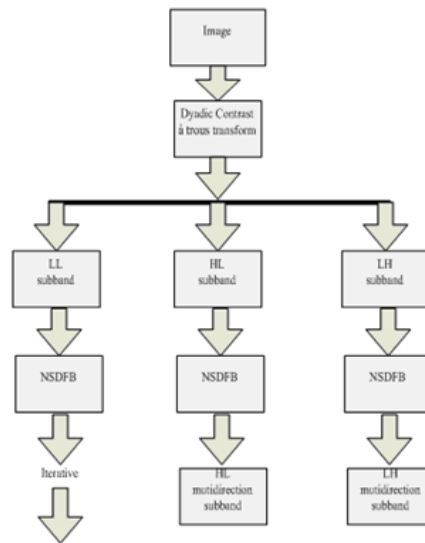 Image
Dyadic Contrast
à trous transform
LL
subband
HL
subband
LH
subband
NSDFB
NSDFB
NSDFB
Iterative
HL
mutidirection
subband
LH
mutidirection
subband